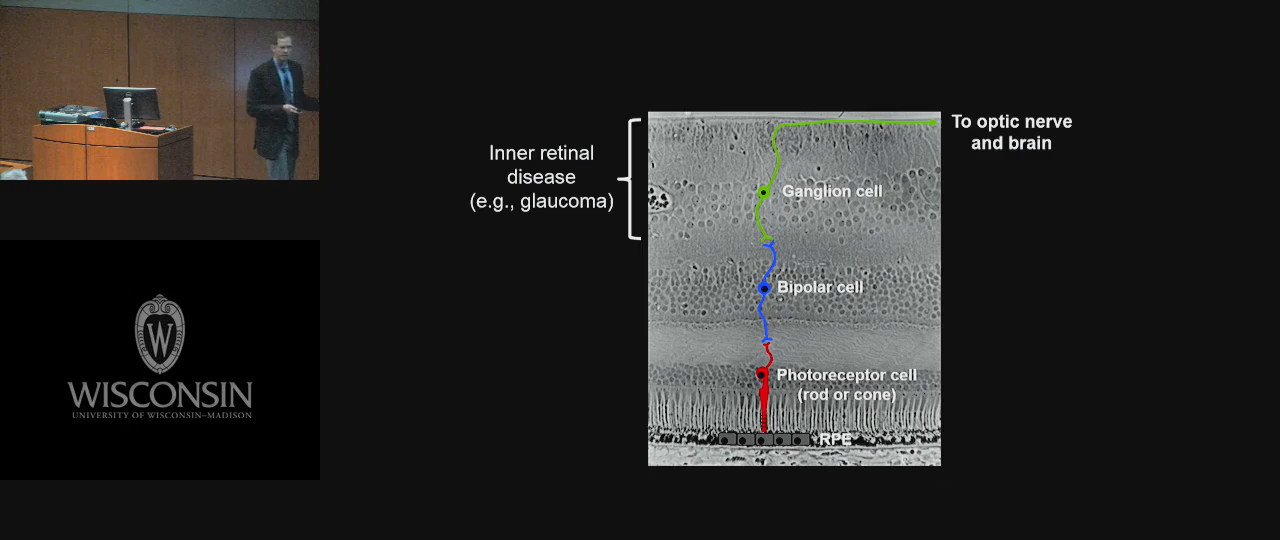 Inner retinal
disease
(e.g., glaucoma)
To optic nerve
and brain
Ganglion cell
Bipolar cell
Photoreceptor cell
(rod or cone)
RPE
W
WISCONSIN
UNIVERSITY OF WISCONSIN–MADISON